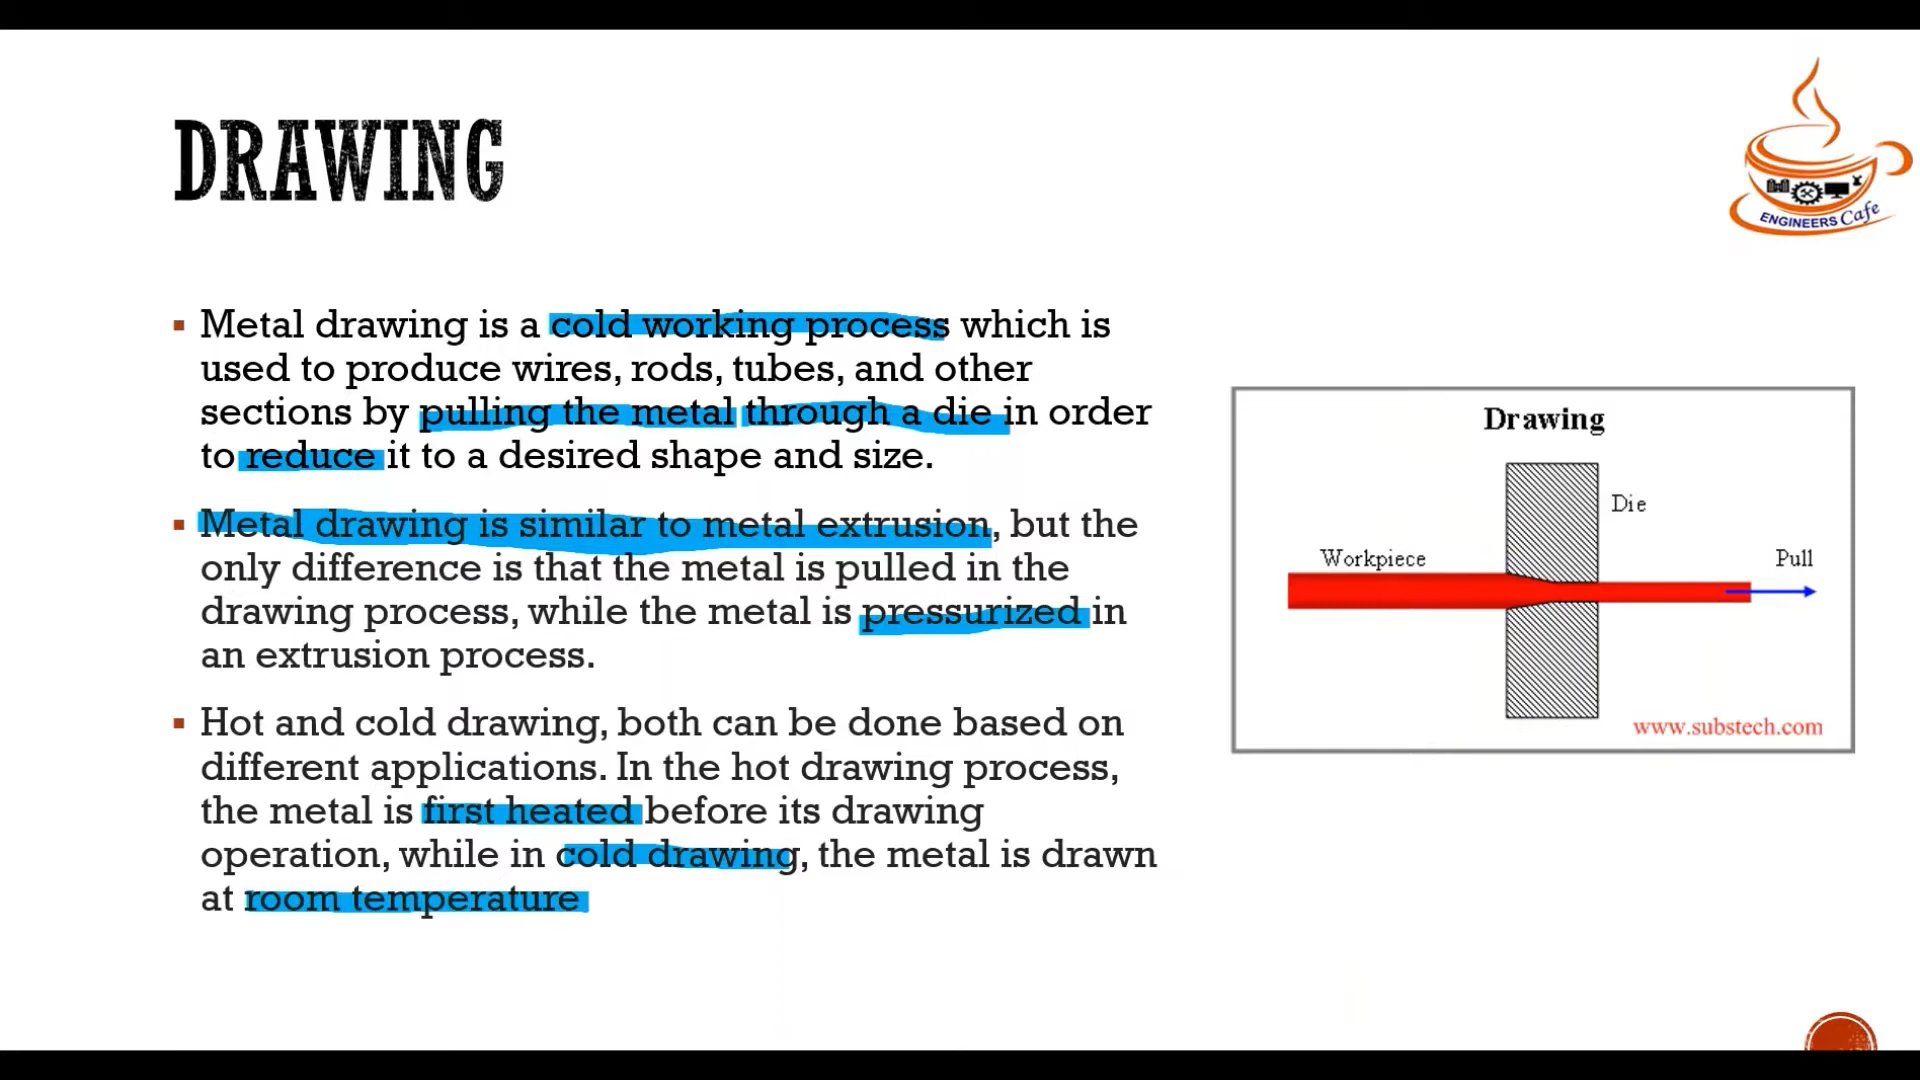 DRAWING
ENGINEERS Cafe
▪ Metal drawing is a cold working process which is
used to produce wires, rods, tubes, and other
sections by pulling the metal through a die in order
to reduce it to a desired shape and size.
▪ Metal drawing is similar to metal extrusion, but the
only difference is that the metal is pulled in the
drawing process, while the metal is pressurized in
an extrusion process.
▪ Hot and cold drawing, both can be done based on
different applications. In the hot drawing process,
the metal is first heated before its drawing
operation, while in cold drawing, the metal is drawn
at room temperature
Drawing
Die
Workpiece
Pull
www.substech.com